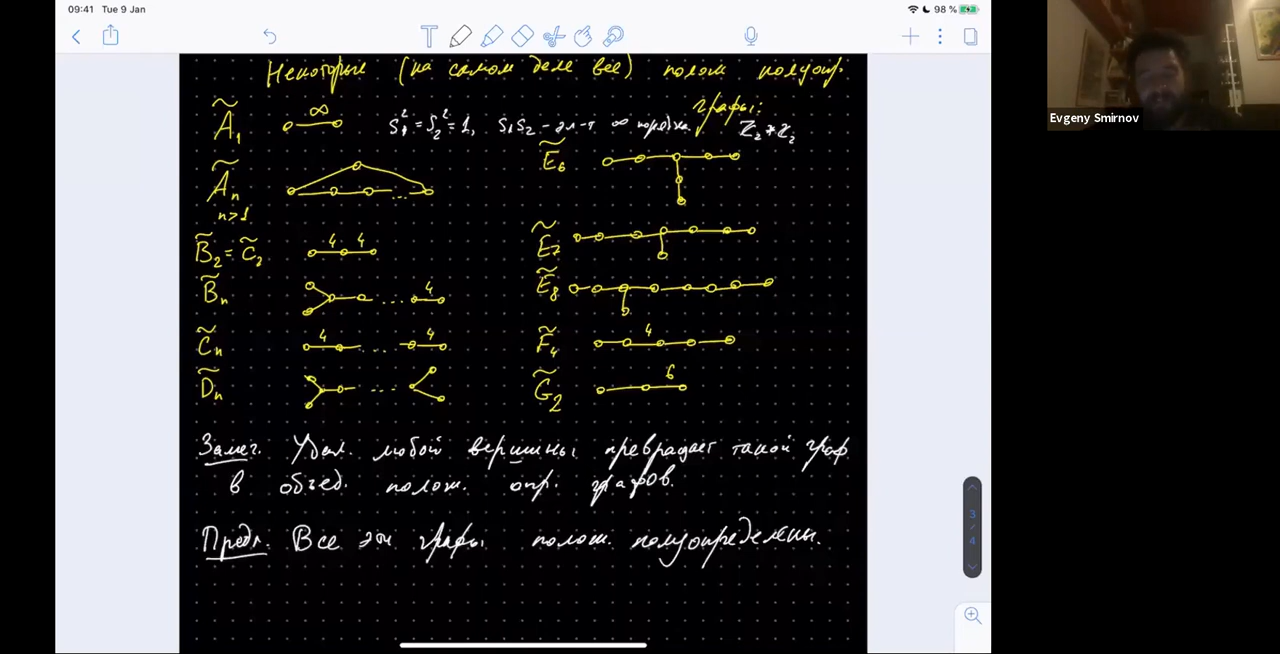 09:41 Tue 9 Jan
98 %
Некоторые (на самом деле все) полож полуопр.
графы:
Ã₁ ∞ S₁² = S₂² = 1, S₁S₂ - эл-т ∞ порядка. ℤ₂ * ℤ₂
Ãₙ
n>1
...
B̃₂ = C̃₂ 4 4
B̃ₙ ... 4
C̃ₙ 4 ... 4
D̃ₙ ...
Ẽ₆
Ẽ₇
Ẽ₈
F̃₄ 4
G̃₂ 6
Замеч. Удал. любой вершины превращает такой граф
в объед. полож. опр. графов.
Предл. Все эти графы полож. полуопределены.
3
/
4
Evgeny Smirnov